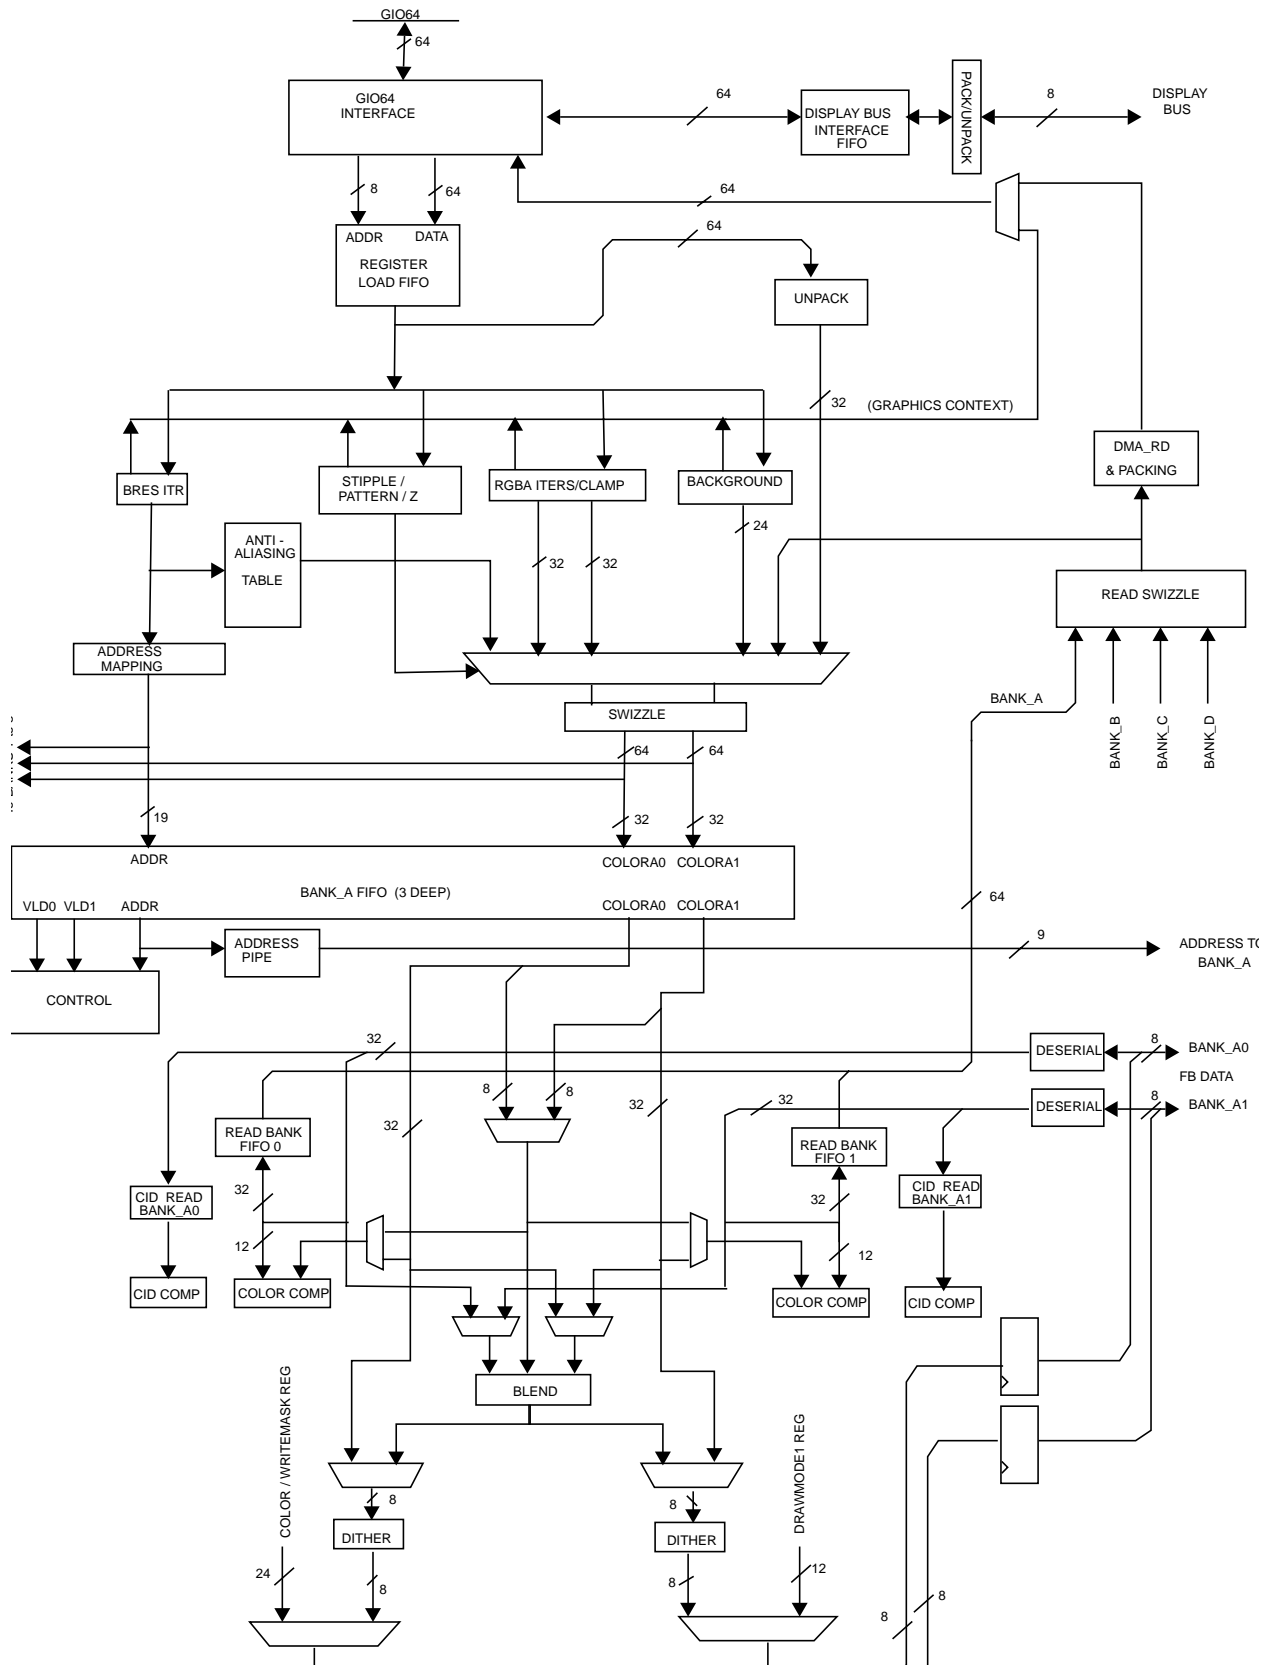 GIO64
64
GIO64
INTERFACE
64
DISPLAY BUS
INTERFACE
FIFO
PACK/UNPACK
8
DISPLAY
BUS
8
64
64
ADDR
DATA
REGISTER
LOAD FIFO
64
UNPACK
32
(GRAPHICS CONTEXT)
DMA_RD
& PACKING
BRES ITR
STIPPLE /
PATTERN / Z
RGBA ITERS/CLAMP
BACKGROUND
24
ANTI -
ALIASING
TABLE
32
32
READ SWIZZLE
ADDRESS
MAPPING
SWIZZLE
BANK_A
BANK_B
BANK_C
BANK_D
64
64
19
32
32
ADDR
COLORA0
COLORA1
BANK_A FIFO (3 DEEP)
VLD0
VLD1
ADDR
COLORA0
COLORA1
64
ADDRESS
PIPE
9
ADDRESS
BANK_A
CONTROL
32
DESERIAL
8
BANK_A0
FB DATA
8
8
32
32
DESERIAL
8
BANK_A1
READ BANK
FIFO 0
32
READ BANK
FIFO 1
CID READ
BANK_A0
32
32
CID READ
BANK_A1
12
12
CID COMP
COLOR COMP
COLOR COMP
CID COMP
BLEND
COLOR / WRITEMASK REG
DRAWMODE1 REG
8
8
DITHER
DITHER
24
8
8
12
8
8